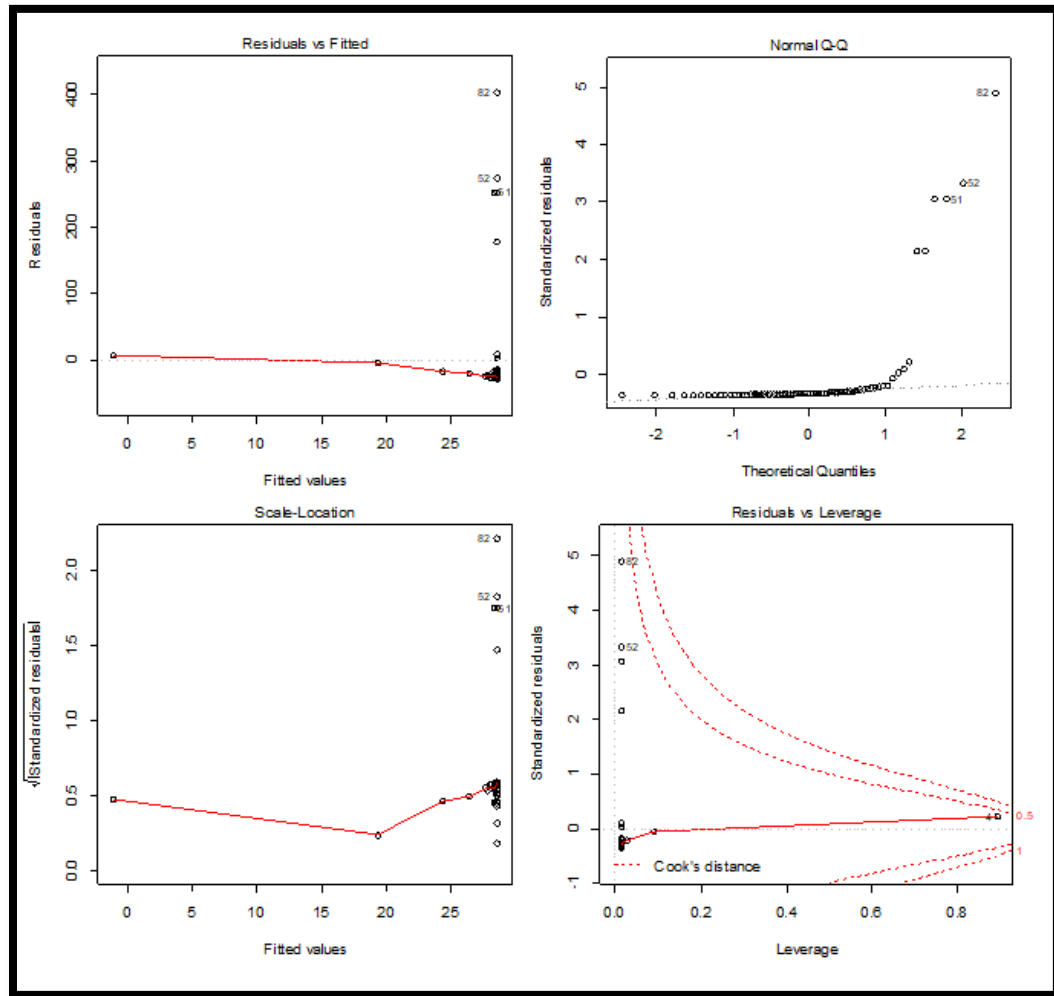 Residuals vs Fitted
Residuals
400
300
200
100
0
82
52
51
0 5 10 15 20 25
Fitted values
Normal Q-Q
Standardized residuals
5
4
3
2
1
0
82
52
51
-2 -1 0 1 2
Theoretical Quantiles
Scale-Location
√|Standardized residuals|
2.0
1.5
1.0
0.5
0.0
82
52
51
0 5 10 15 20 25
Fitted values
Residuals vs Leverage
Standardized residuals
5
4
3
2
1
0
-1
82
52
4
0.5
1
Cook's distance
0.0 0.2 0.4 0.6 0.8
Leverage